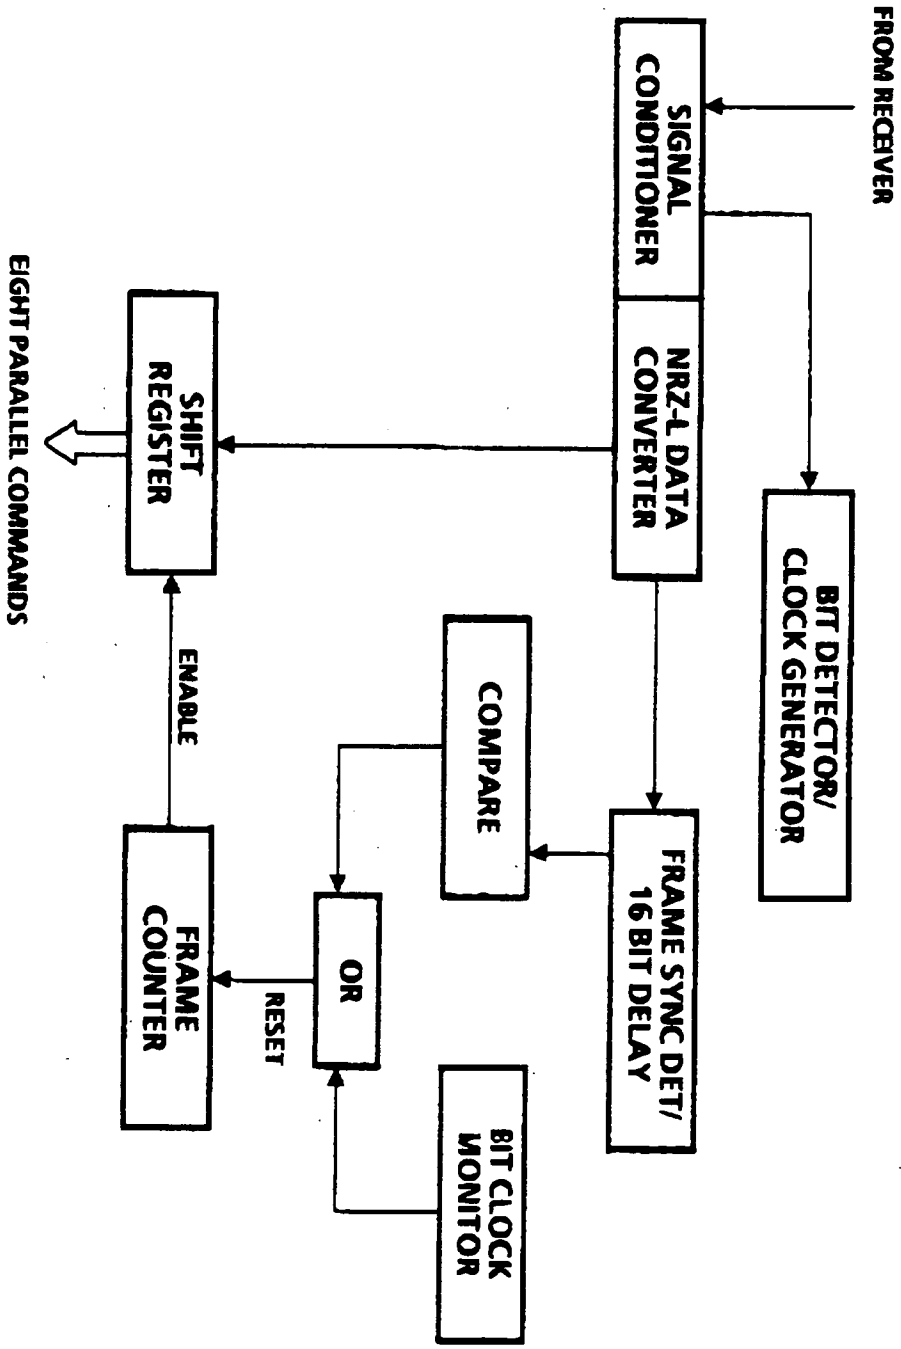 FROM RECEIVER
SIGNAL
CONDITIONER
NRZ-L DATA
CONVERTER
BIT DETECTOR/
CLOCK GENERATOR
FRAME SYNC DET/
16 BIT DELAY
COMPARE
BIT CLOCK
MONITOR
OR
RESET
SHIFT
REGISTER
ENABLE
FRAME
COUNTER
EIGHT PARALLEL COMMANDS